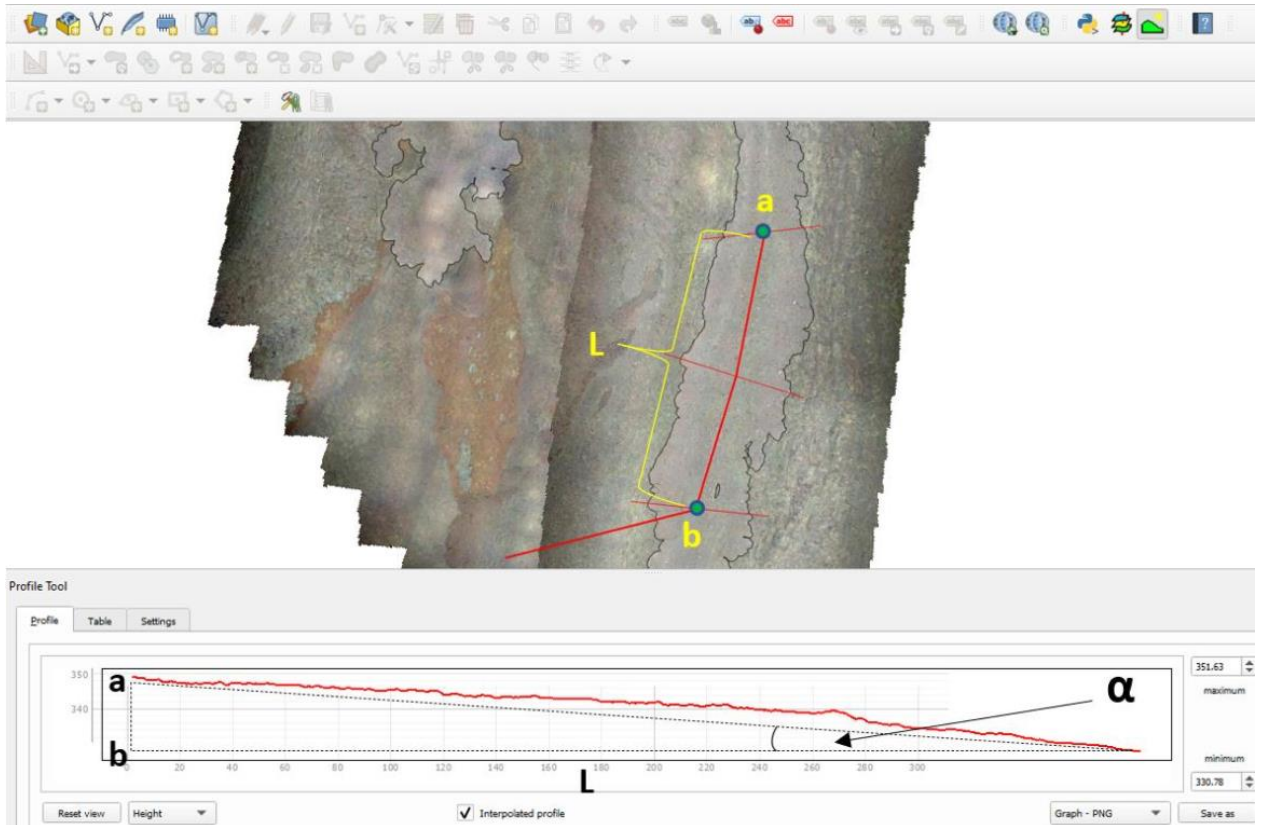 a
L
b
Profile Tool
Profile Table Settings
350
340
a
b
α
0 20 40 60 80 100 120 140 160 180 200 220 240 260 280 300
L
351.63
maximum
minimum
330.78
Reset view Height Interpolated profile Graph - PNG Save as